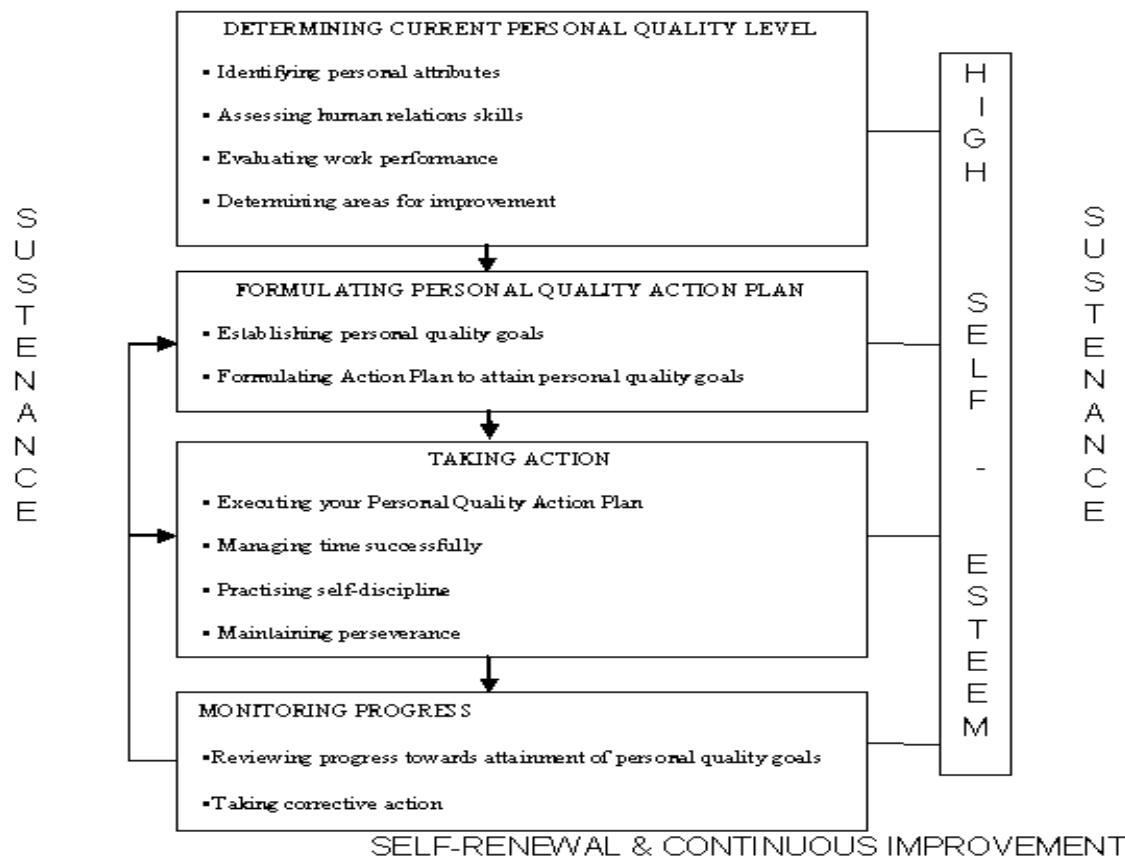 DETERMINING CURRENT PERSONAL QUALITY LEVEL
▪ Identifying personal attributes
▪ Assessing human relations skills
▪ Evaluating work performance
▪ Determining areas for improvement
FORMULATING PERSONAL QUALITY ACTION PLAN
▪ Establishing personal quality goals
▪ Formulating Action Plan to attain personal quality goals
TAKING ACTION
▪ Executing your Personal Quality Action Plan
▪ Managing time successfully
▪ Practising self-discipline
▪ Maintaining perseverance
MONITORING PROGRESS
▪Reviewing progress towards attainment of personal quality goals
▪Taking corrective action
SUSTENANCE
HIGH SELF - ESTEEM
SUSTENANCE
SELF-RENEWAL & CONTINUOUS IMPROVEMENT